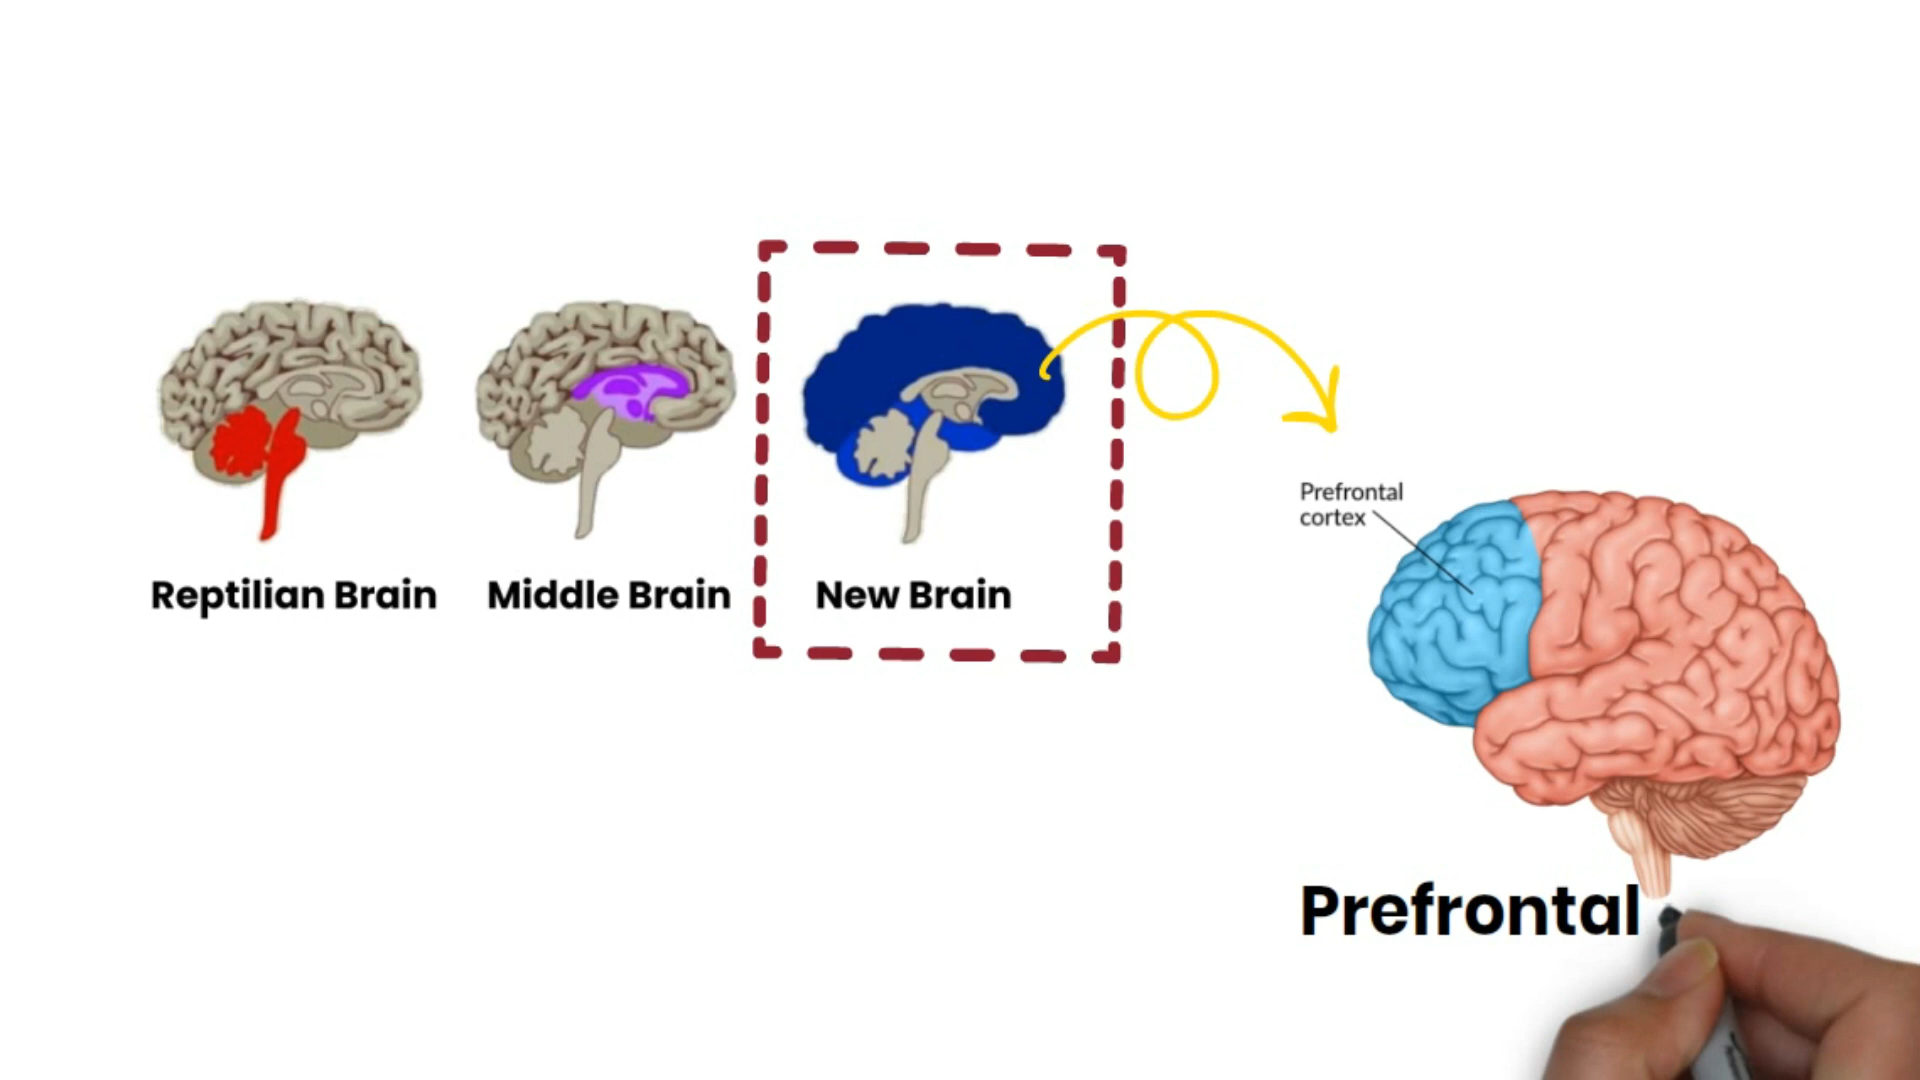 Reptilian Brain
Middle Brain
New Brain
Prefrontal
cortex
Prefrontal